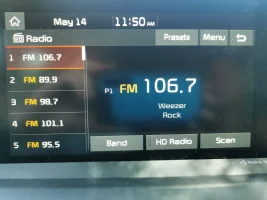 May 14 11:50 AM
Radio Presets Menu
1 FM 106.7
2 FM 89.9
3 FM 98.7
4 FM 101.1
5 FM 95.5
P1 FM 106.7
Weezer
Rock
Band HD Radio Scan